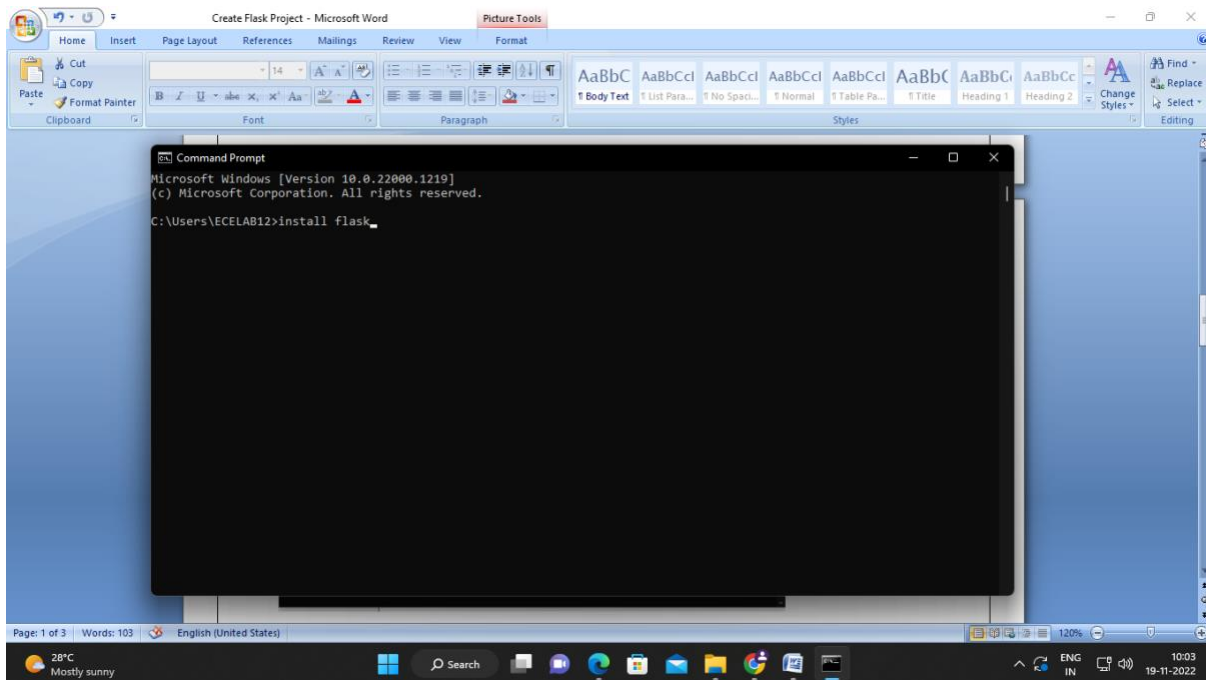 Create Flask Project - Microsoft Word
Picture Tools
Home Insert Page Layout References Mailings Review View Format
Cut
Copy
Paste
Format Painter
Clipboard
14
Font
Paragraph
AaBbC AaBbCcI AaBbCcI AaBbCcI AaBbCcI AaBb( AaBbC AaBbCc
¶ Body Text ¶ List Para... ¶ No Spaci... ¶ Normal ¶ Table Pa... ¶ Title Heading 1 Heading 2
Change Styles
Styles
Find
Replace
Select
Editing
Command Prompt
Microsoft Windows [Version 10.0.22000.1219]
(c) Microsoft Corporation. All rights reserved.
C:\Users\ECELAB12>install flask
Page: 1 of 3 Words: 103 English (United States) 120%
28°C
Mostly sunny
Search
ENG
IN
10:03
19-11-2022